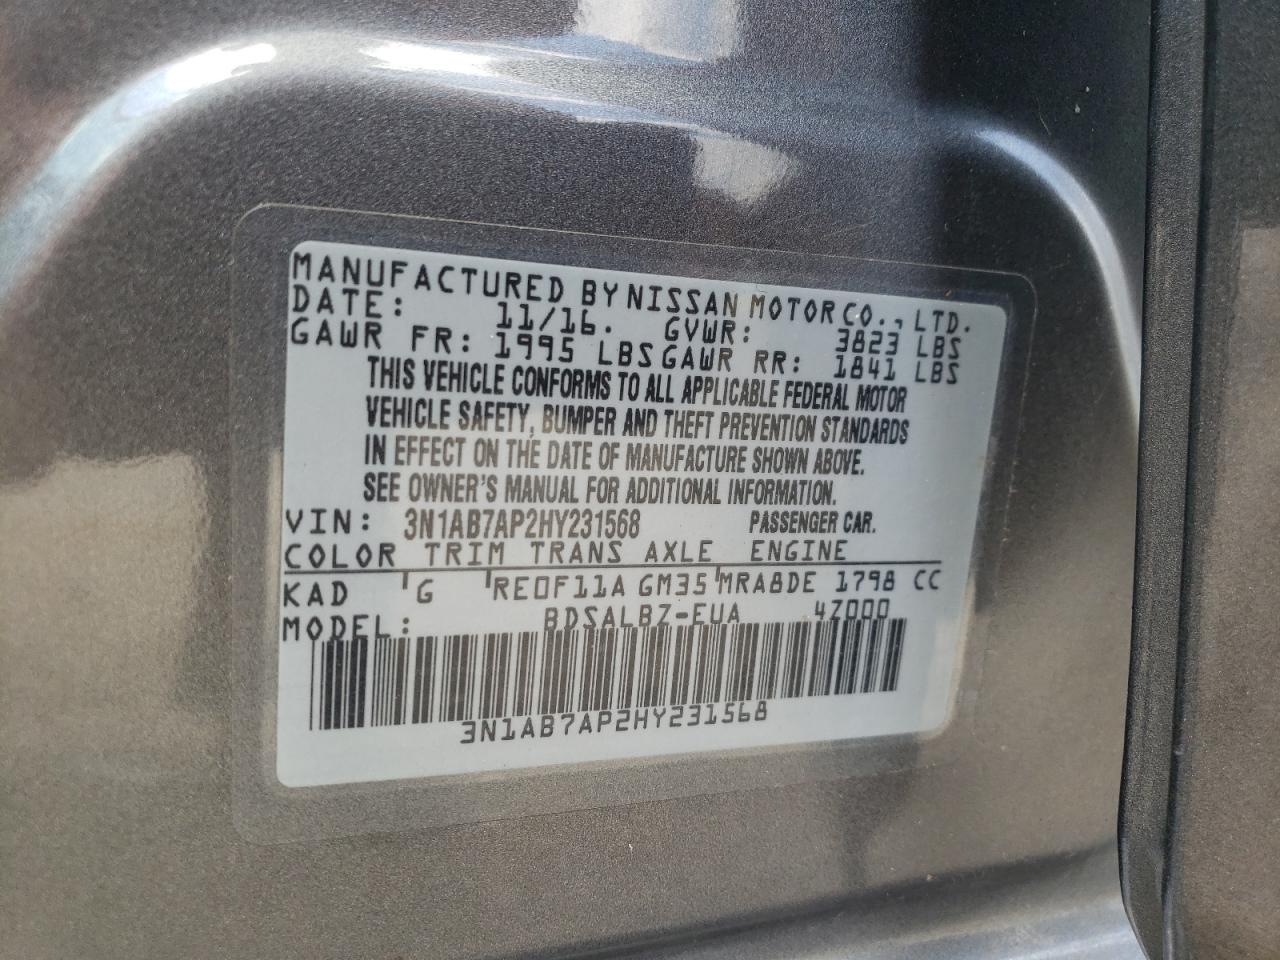 MANUFACTURED BY NISSAN MOTOR CO., LTD.
DATE: 11/16. GVWR: 3823 LBS
GAWR FR: 1995 LBS GAWR RR: 1841 LBS
THIS VEHICLE CONFORMS TO ALL APPLICABLE FEDERAL MOTOR
VEHICLE SAFETY, BUMPER AND THEFT PREVENTION STANDARDS
IN EFFECT ON THE DATE OF MANUFACTURE SHOWN ABOVE.
SEE OWNER'S MANUAL FOR ADDITIONAL INFORMATION.
VIN: 3N1AB7AP2HY231568 PASSENGER CAR.
COLOR TRIM TRANS AXLE ENGINE
KAD 'G 'RE0F11A GM35'MRA8DE 1798 CC
MODEL: BDSALBZ-EUA 4Z000
3N1AB7AP2HY231568